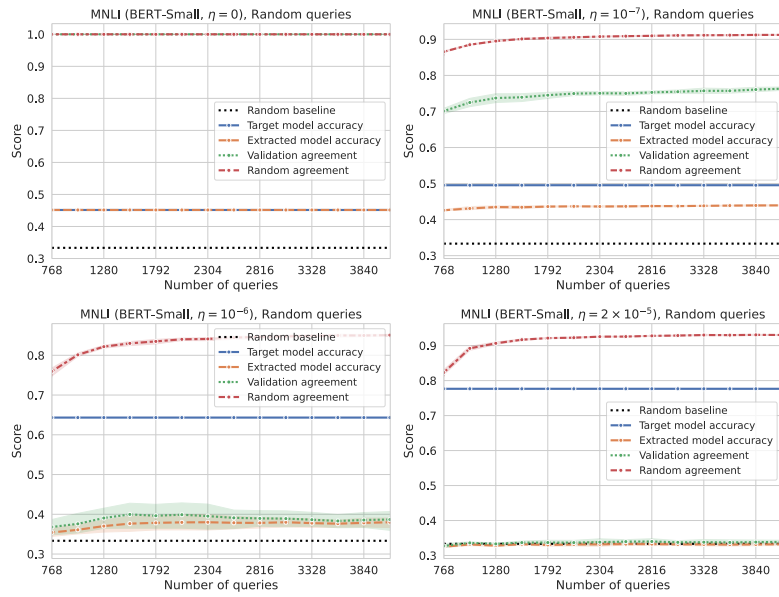 MNLI (BERT-Small, η = 0), Random queries
1.0
0.9
0.8
0.7
0.6
0.5
0.4
0.3
Score
Random baseline
Target model accuracy
Extracted model accuracy
Validation agreement
Random agreement
768 1280 1792 2304 2816 3328 3840
Number of queries
MNLI (BERT-Small, η = 10⁻⁷), Random queries
0.9
0.8
0.7
0.6
0.5
0.4
0.3
Score
Random baseline
Target model accuracy
Extracted model accuracy
Validation agreement
Random agreement
768 1280 1792 2304 2816 3328 3840
Number of queries
MNLI (BERT-Small, η = 10⁻⁶), Random queries
0.8
0.7
0.6
0.5
0.4
0.3
Score
Random baseline
Target model accuracy
Extracted model accuracy
Validation agreement
Random agreement
768 1280 1792 2304 2816 3328 3840
Number of queries
MNLI (BERT-Small, η = 2 × 10⁻⁵), Random queries
0.9
0.8
0.7
0.6
0.5
0.4
0.3
Score
Random baseline
Target model accuracy
Extracted model accuracy
Validation agreement
Random agreement
768 1280 1792 2304 2816 3328 3840
Number of queries